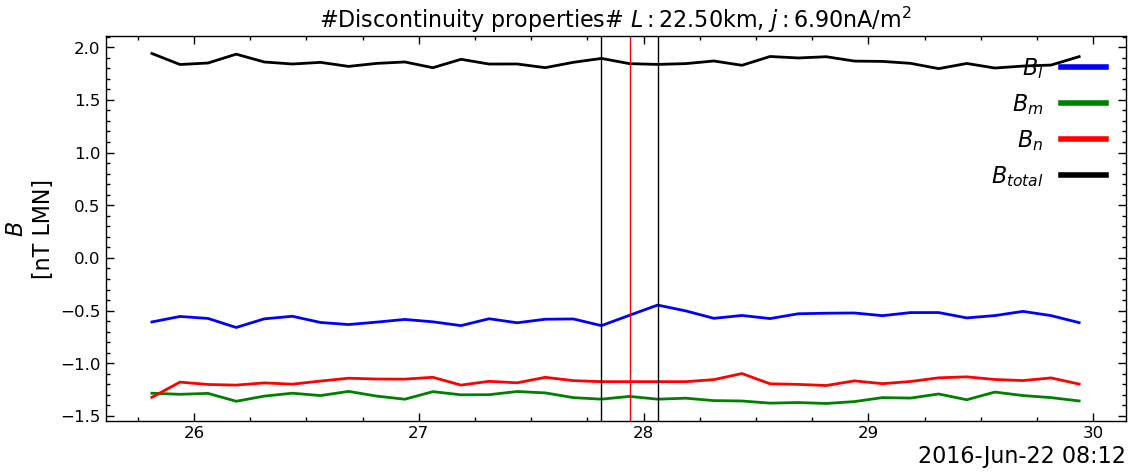 #Discontinuity properties# L : 22.50km, j : 6.90nA/m²
2.0
1.5
1.0
0.5
0.0
−0.5
−1.0
−1.5
B
[nT LMN]
B_l
B_m
B_n
B_total
26 27 28 29 30
2016-Jun-22 08:12